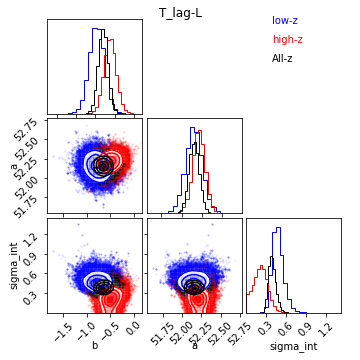 T_lag-L
low-z
high-z
All-z
52.75
52.50
52.25
52.00
51.75
a
1.2
0.9
0.6
0.3
sigma_int
−1.5 −1.0 −0.5 0.0
b
51.75 52.00 52.25 52.50 52.75
a
0.3 0.6 0.9 1.2
sigma_int